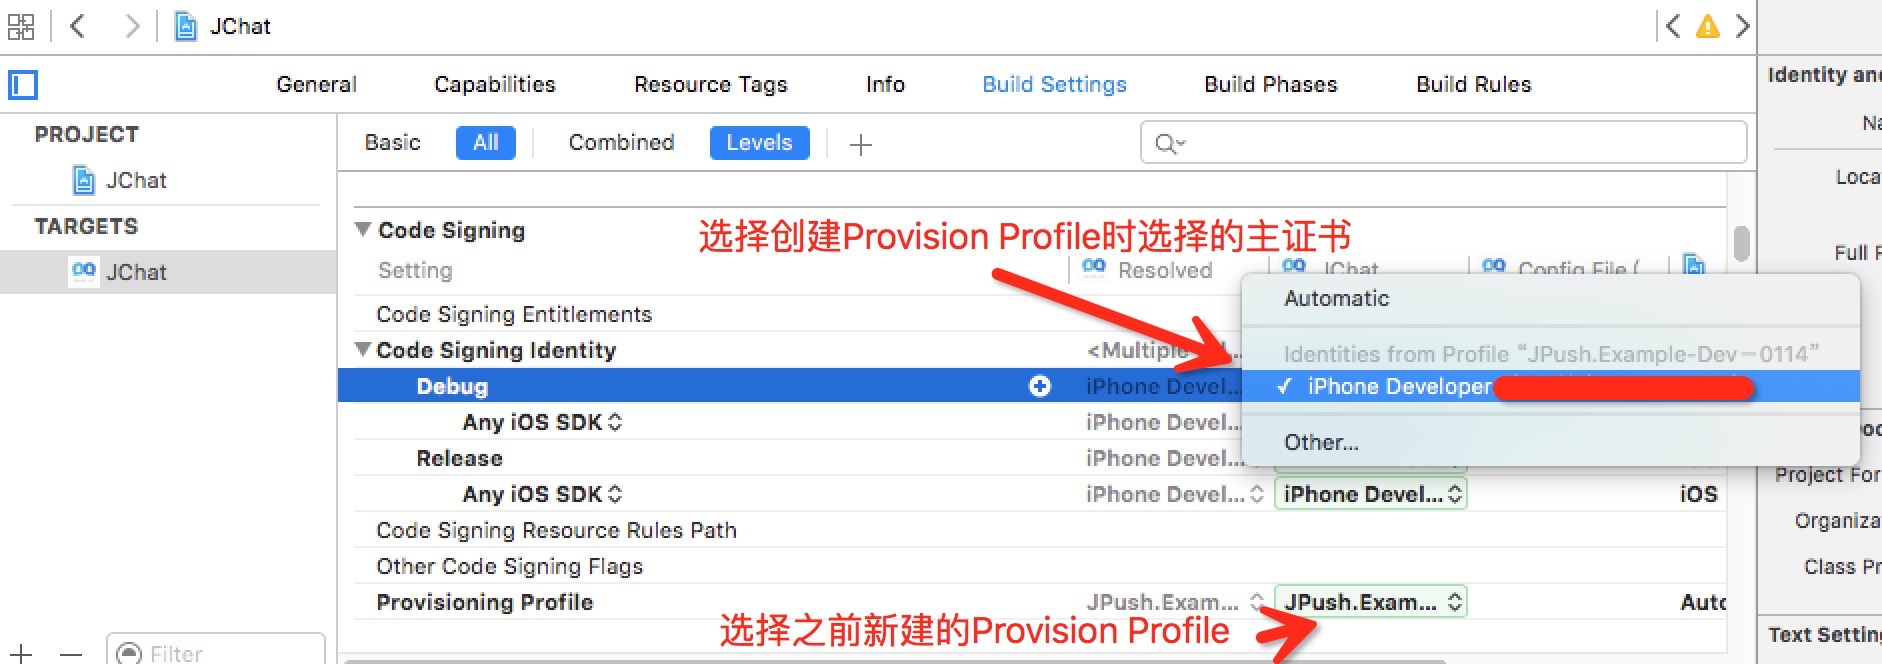 JChat
General Capabilities Resource Tags Info Build Settings Build Phases Build Rules
Identity and
PROJECT
Basic All Combined Levels
Na
JChat
Loca
TARGETS
选择创建Provision Profile时选择的主证书
Code Signing
Full P
JChat
Setting Resolved JChat Config File (
Automatic
Code Signing Entitlements
Code Signing Identity <Multiple
Identities from Profile “JPush.Example-Dev-0114”
Debug iPhone Devel...
✓ iPhone Developer
Any iOS SDK iPhone Devel...
Other...
Release iPhone Devel...
Project For
Any iOS SDK iPhone Devel... iPhone Devel... iOS
Organiza
Code Signing Resource Rules Path
Other Code Signing Flags
Class Pr
Provisioning Profile JPush.Exam... JPush.Exam... Auto
选择之前新建的Provision Profile
Text Setting
Filter